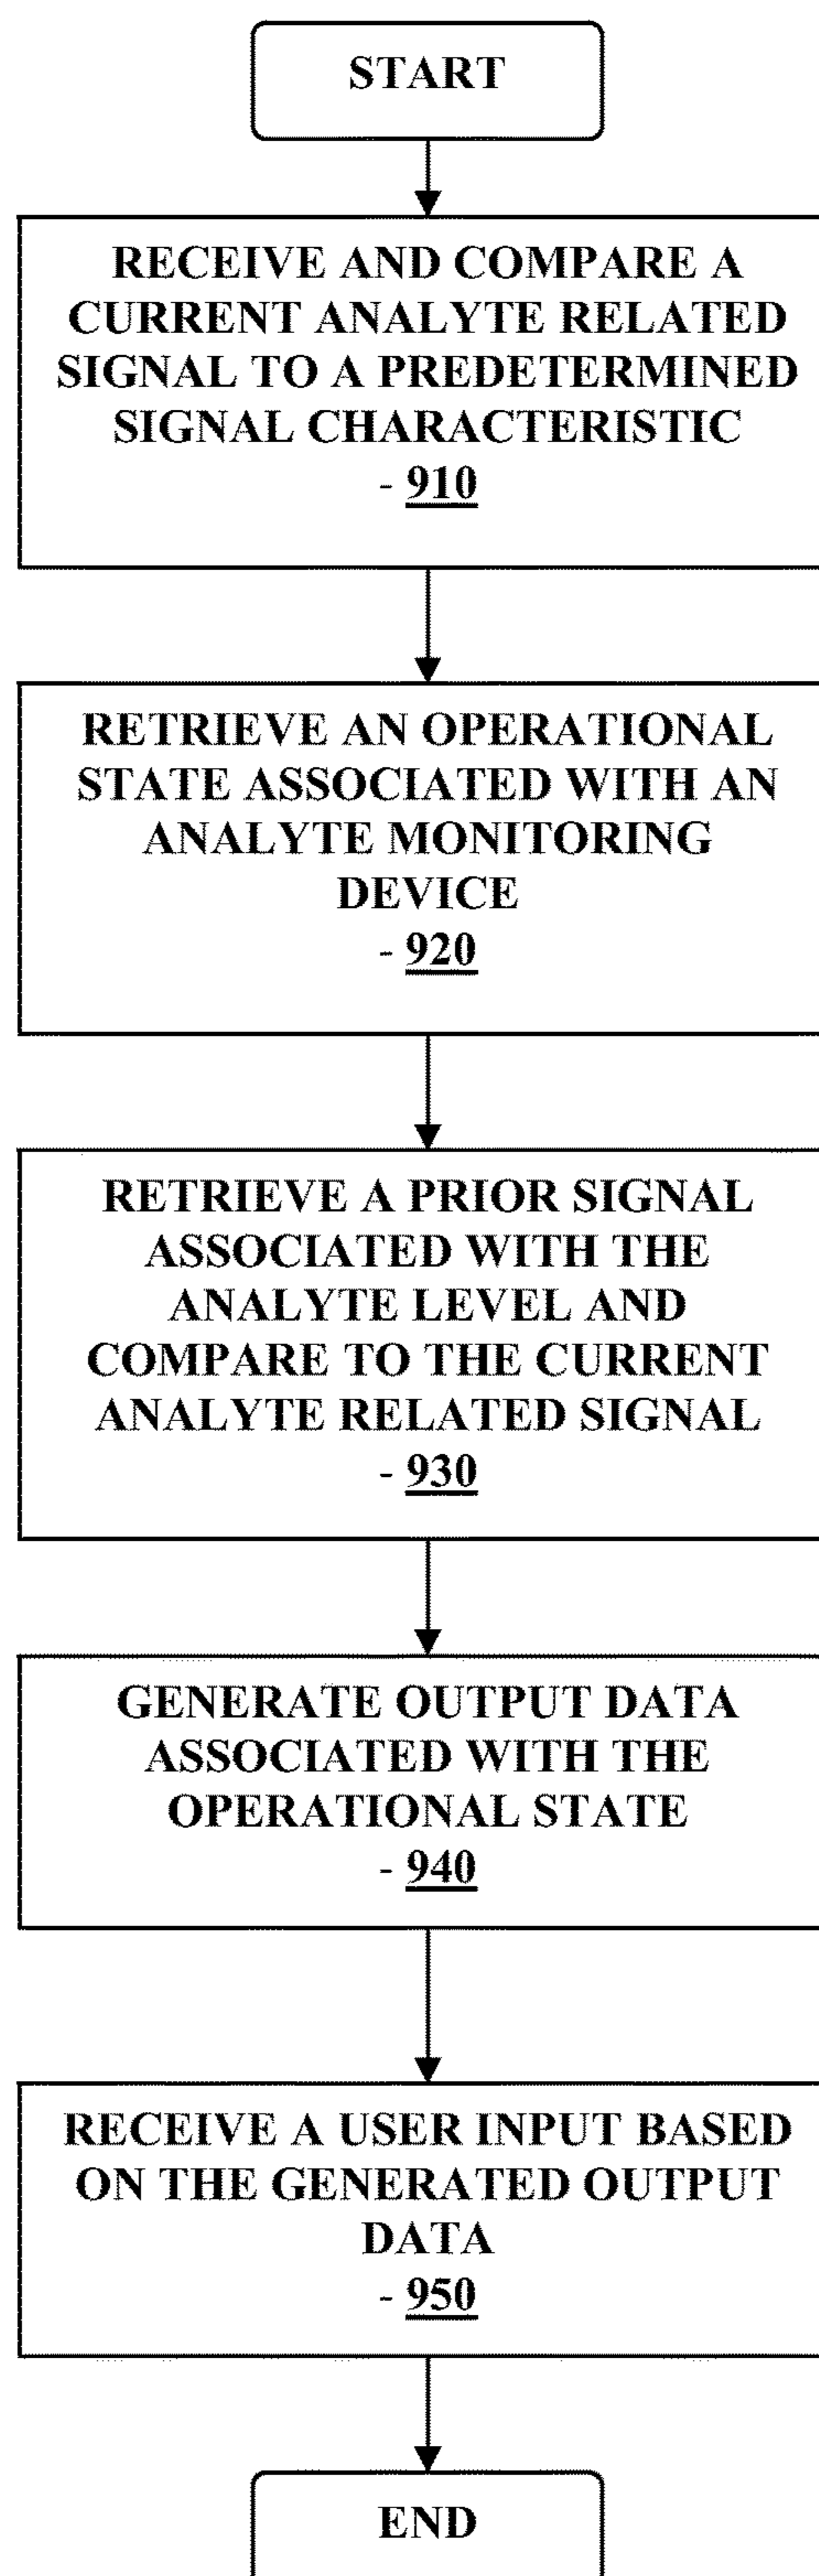 START
RECEIVE AND COMPARE A
CURRENT ANALYTE RELATED
SIGNAL TO A PREDETERMINED
SIGNAL CHARACTERISTIC
- 910
RETRIEVE AN OPERATIONAL
STATE ASSOCIATED WITH AN
ANALYTE MONITORING
DEVICE
- 920
RETRIEVE A PRIOR SIGNAL
ASSOCIATED WITH THE
ANALYTE LEVEL AND
COMPARE TO THE CURRENT
ANALYTE RELATED SIGNAL
- 930
GENERATE OUTPUT DATA
ASSOCIATED WITH THE
OPERATIONAL STATE
- 940
RECEIVE A USER INPUT BASED
ON THE GENERATED OUTPUT
DATA
- 950
END